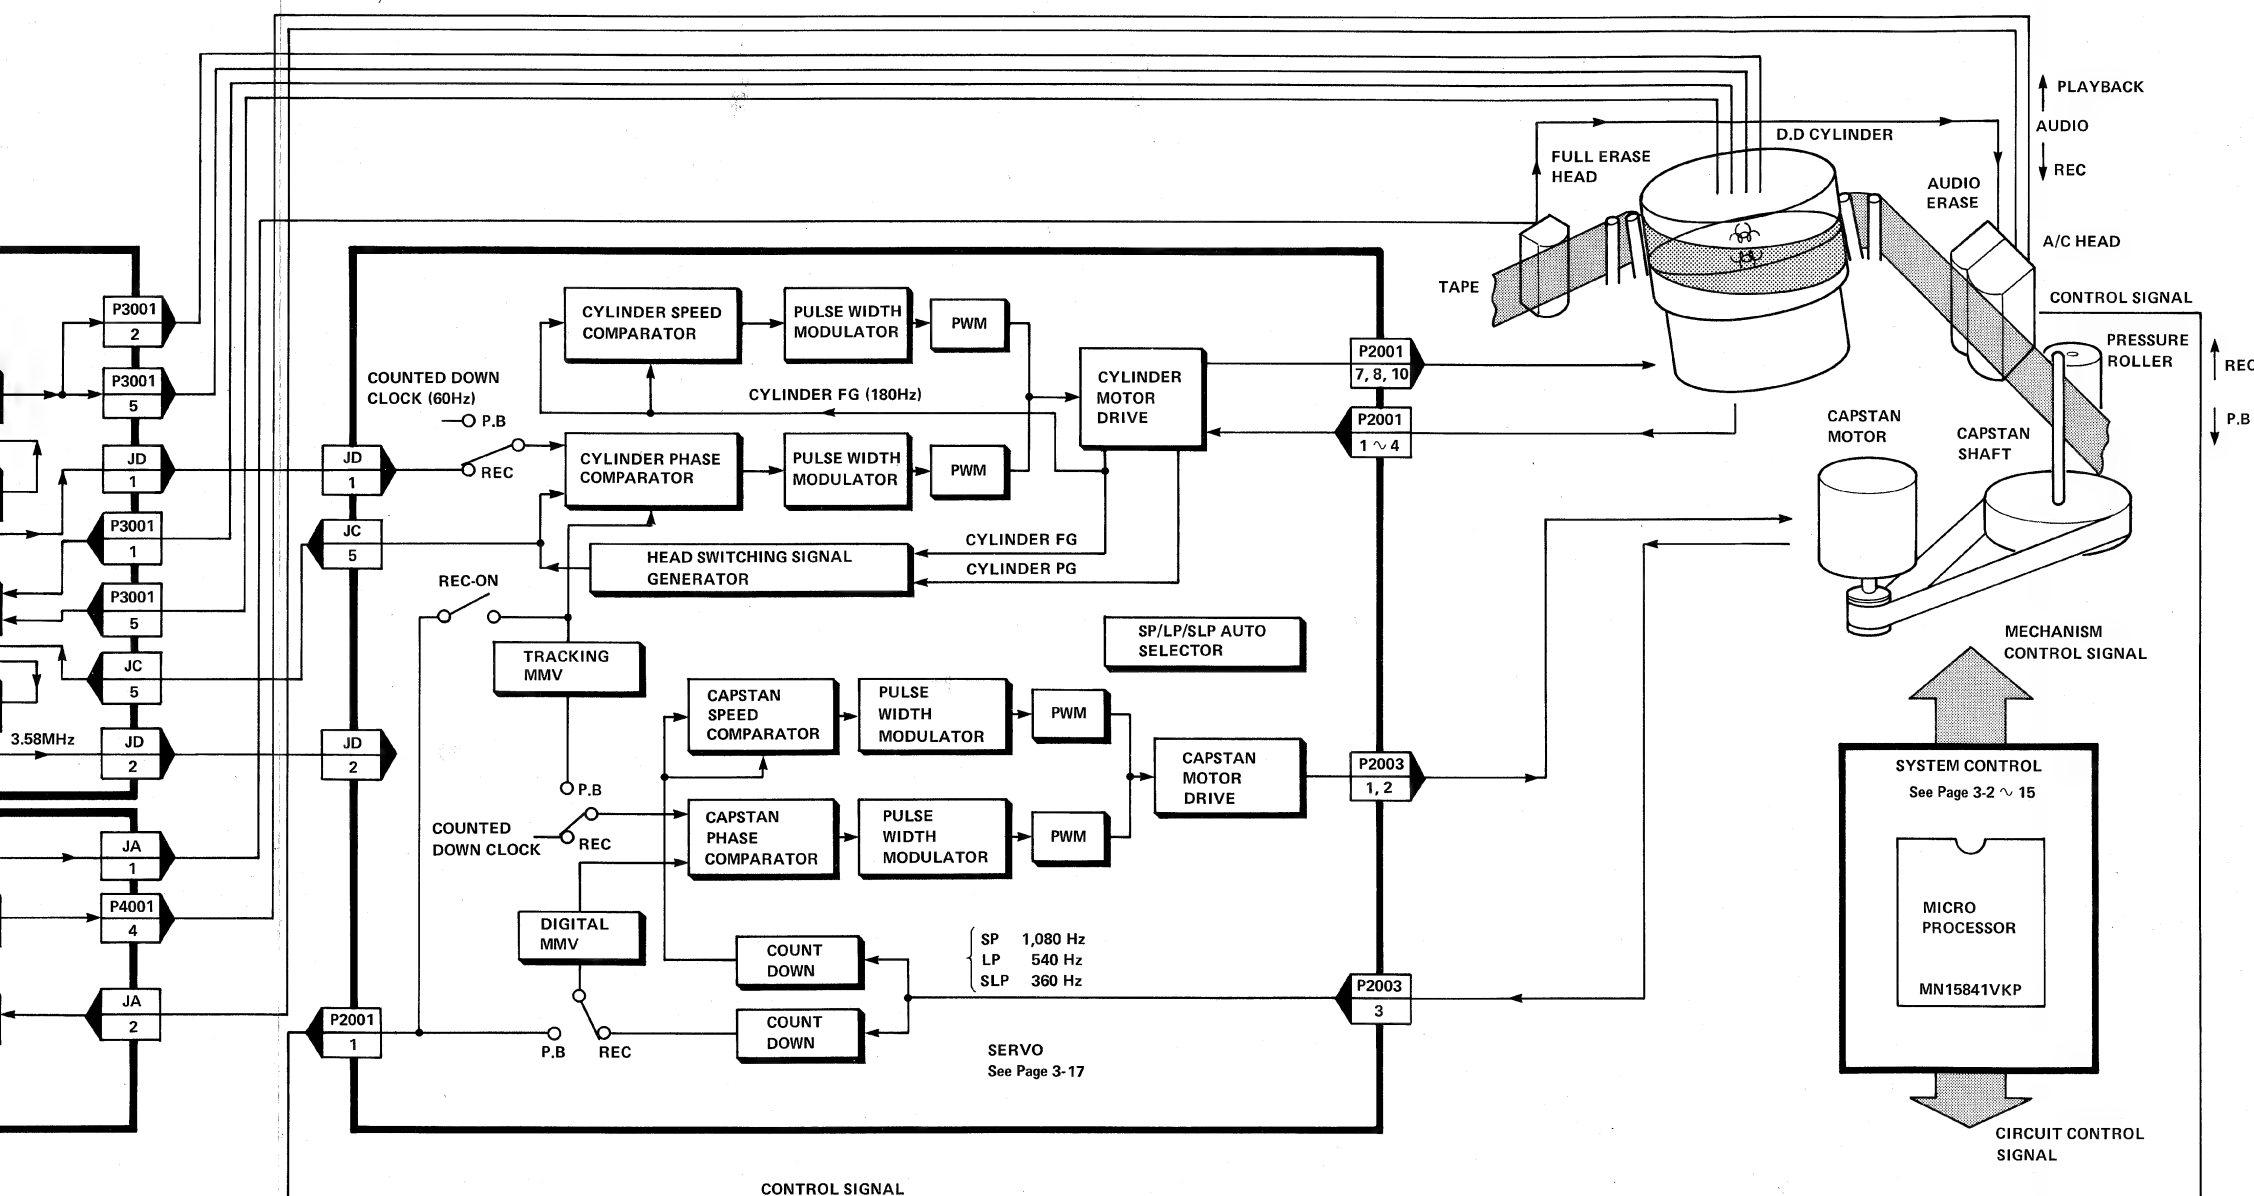 PLAYBACK
AUDIO
REC
D.D CYLINDER
FULL ERASE
HEAD
AUDIO
ERASE
A/C HEAD
TAPE
CONTROL SIGNAL
PRESSURE
ROLLER
REC
P.B
CAPSTAN
MOTOR
CAPSTAN
SHAFT
P3001
2
P3001
5
JD
1
P3001
1
P3001
5
JC
5
3.58MHz
JD
2
JA
1
P4001
4
JA
2
CYLINDER SPEED
COMPARATOR
PULSE WIDTH
MODULATOR
PWM
COUNTED DOWN
CLOCK (60Hz)
P.B
REC
CYLINDER FG (180Hz)
CYLINDER
MOTOR
DRIVE
P2001
7, 8, 10
P2001
1 ~ 4
JD
1
CYLINDER PHASE
COMPARATOR
PULSE WIDTH
MODULATOR
PWM
JC
5
HEAD SWITCHING SIGNAL
GENERATOR
CYLINDER FG
CYLINDER PG
REC-ON
TRACKING
MMV
SP/LP/SLP AUTO
SELECTOR
JD
2
CAPSTAN
SPEED
COMPARATOR
PULSE
WIDTH
MODULATOR
PWM
CAPSTAN
MOTOR
DRIVE
P2003
1, 2
P.B
COUNTED
DOWN CLOCK
REC
CAPSTAN
PHASE
COMPARATOR
PULSE
WIDTH
MODULATOR
PWM
DIGITAL
MMV
COUNT
DOWN
SP 1,080 Hz
LP 540 Hz
SLP 360 Hz
P2003
3
COUNT
DOWN
P2001
1
P.B
REC
SERVO
See Page 3-17
MECHANISM
CONTROL SIGNAL
SYSTEM CONTROL
See Page 3-2 ~ 15
MICRO
PROCESSOR
MN15841VKP
CIRCUIT CONTROL
SIGNAL
CONTROL SIGNAL